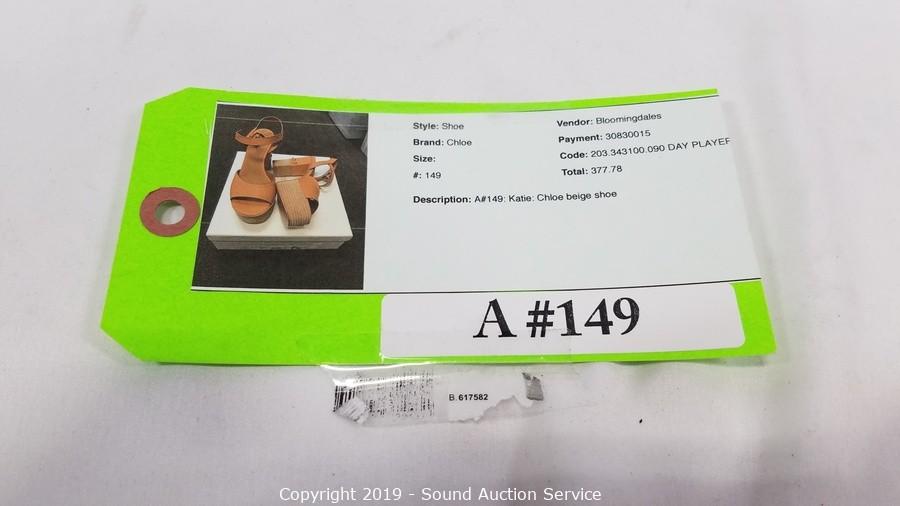 Style: Shoe
Brand: Chloe
Size:
#: 149
Vendor: Bloomingdales
Payment: 30830015
Code: 203.343100.090 DAY PLAYER
Total: 377.78
Description: A#149: Katie: Chloe beige shoe
A #149
B.617582
Copyright 2019 - Sound Auction Service